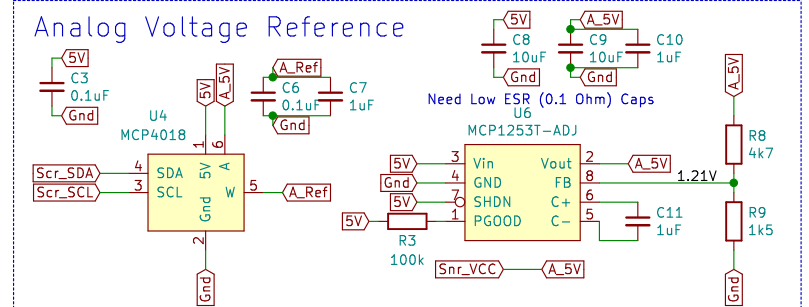 Analog Voltage Reference
5V
C3
0.1uF
Gnd
5V
A_5V
A_Ref
C6
0.1uF
C7
1uF
Gnd
5V
C8
10uF
Gnd
A_5V
C9
10uF
C10
1uF
Gnd
Need Low ESR (0.1 Ohm) Caps
U4
MCP4018
1
6
5V
A
Scr_SDA
4
SDA
Scr_SCL
3
SCL
W
5
A_Ref
Gnd
2
Gnd
U6
MCP1253T-ADJ
5V
3
Vin
Vout
2
A_5V
Gnd
4
GND
FB
8
1.21V
5V
7
SHDN
C+
6
5V
R3
100k
1
PGOOD
C-
5
C11
1uF
Snr_VCC
A_5V
A_5V
R8
4k7
R9
1k5
Gnd